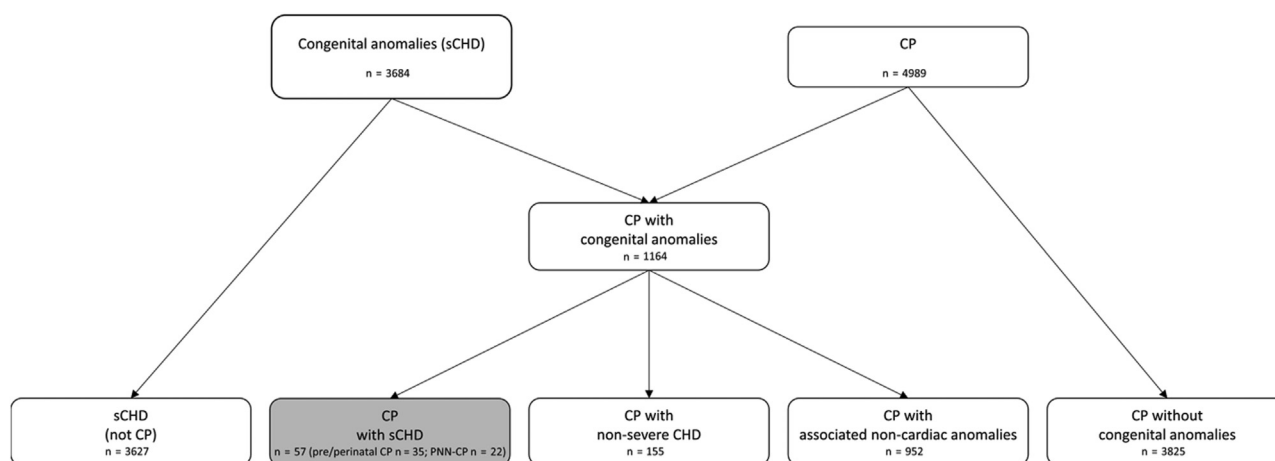 Congenital anomalies (sCHD)
n = 3684
CP
n = 4989
CP with
congenital anomalies
n = 1164
sCHD
(not CP)
n = 3627
CP
with sCHD
n = 57 (pre/perinatal CP n = 35; PNN-CP n = 22)
CP with
non-severe CHD
n = 155
CP with
associated non-cardiac anomalies
n = 952
CP without
congenital anomalies
n = 3825